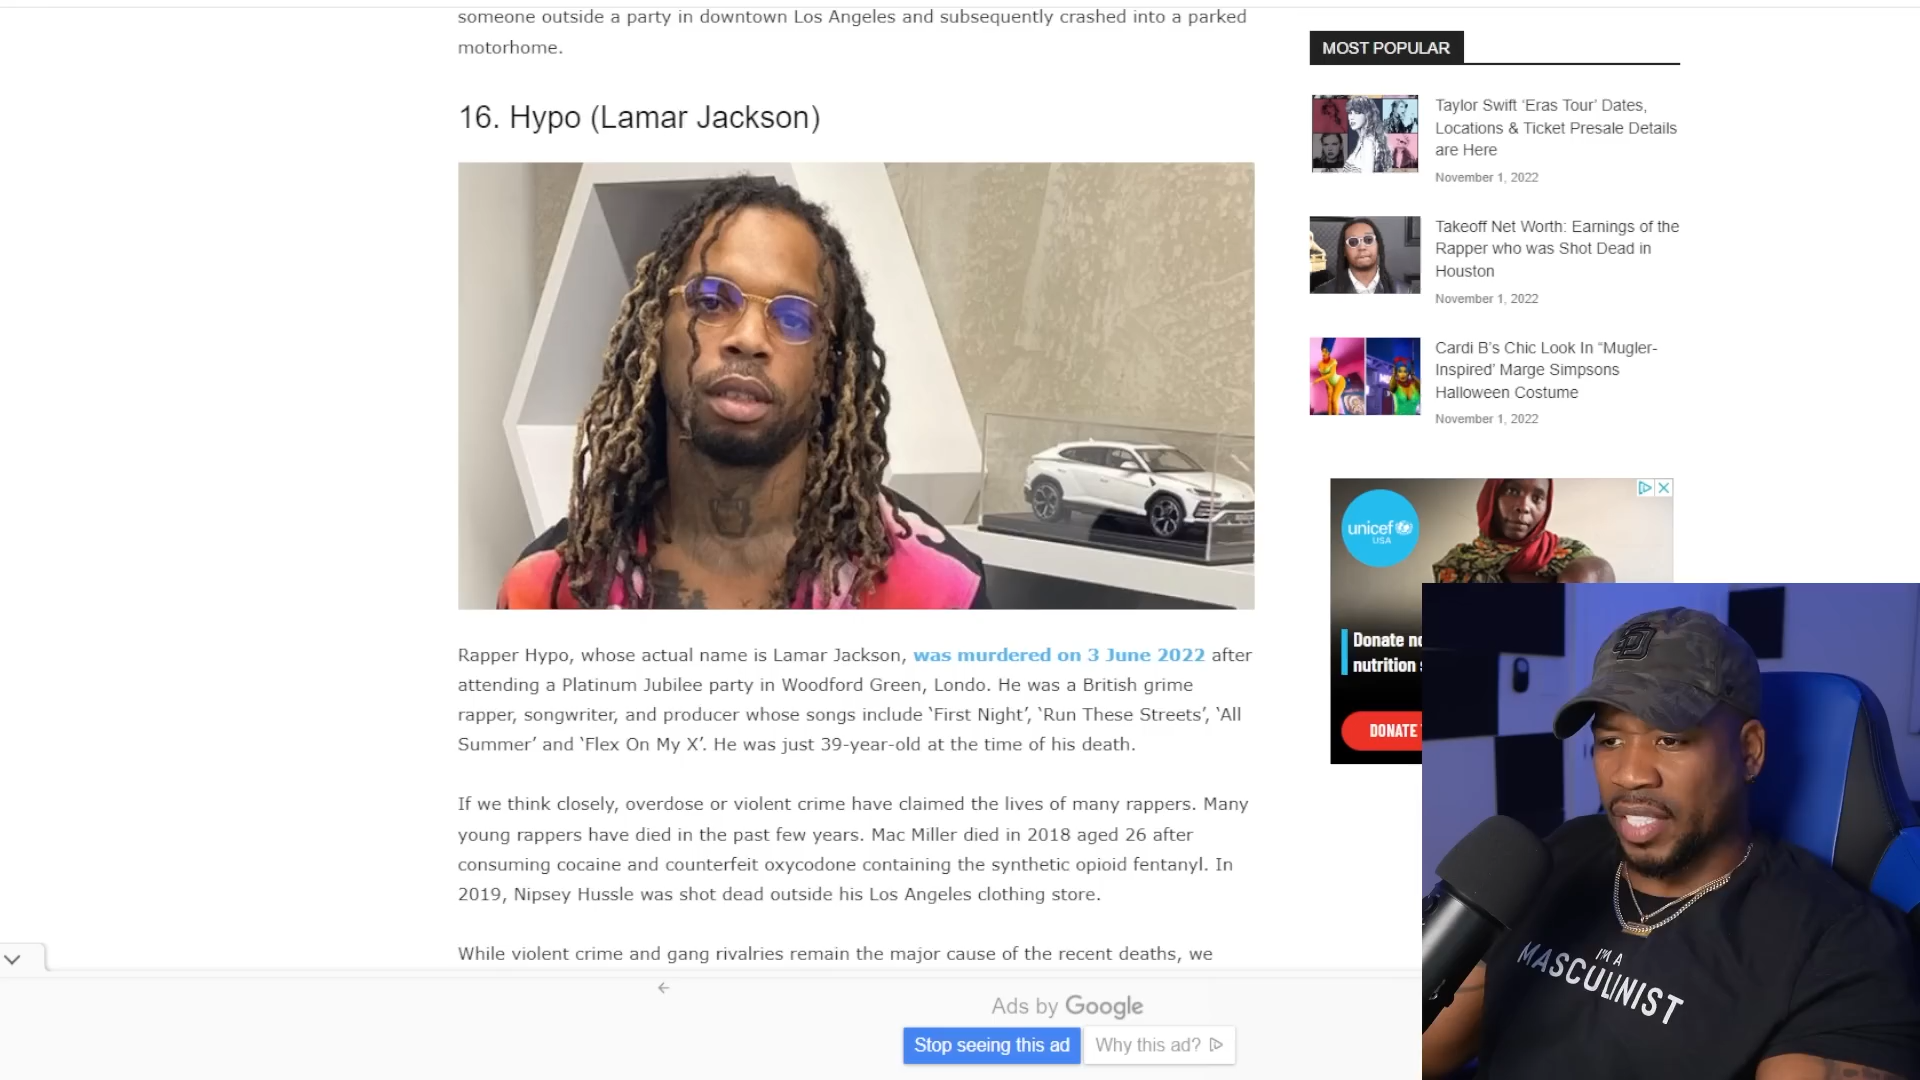 someone outside a party in downtown Los Angeles and subsequently crashed into a parked
motorhome.
16. Hypo (Lamar Jackson)
Rapper Hypo, whose actual name is Lamar Jackson, was murdered on 3 June 2022 after
attending a Platinum Jubilee party in Woodford Green, Londo. He was a British grime
rapper, songwriter, and producer whose songs include ‘First Night’, ‘Run These Streets’, ‘All
Summer’ and ‘Flex On My X’. He was just 39-year-old at the time of his death.
If we think closely, overdose or violent crime have claimed the lives of many rappers. Many
young rappers have died in the past few years. Mac Miller died in 2018 aged 26 after
consuming cocaine and counterfeit oxycodone containing the synthetic opioid fentanyl. In
2019, Nipsey Hussle was shot dead outside his Los Angeles clothing store.
While violent crime and gang rivalries remain the major cause of the recent deaths, we
MOST POPULAR
Taylor Swift ‘Eras Tour’ Dates,
Locations & Ticket Presale Details
are Here
November 1, 2022
Takeoff Net Worth: Earnings of the
Rapper who was Shot Dead in
Houston
November 1, 2022
Cardi B’s Chic Look In “Mugler-
Inspired’ Marge Simpsons
Halloween Costume
November 1, 2022
unicef
USA
Donate
nutrition
DONATE
I'M A
MASCULINIST
Ads by Google
Stop seeing this ad
Why this ad?